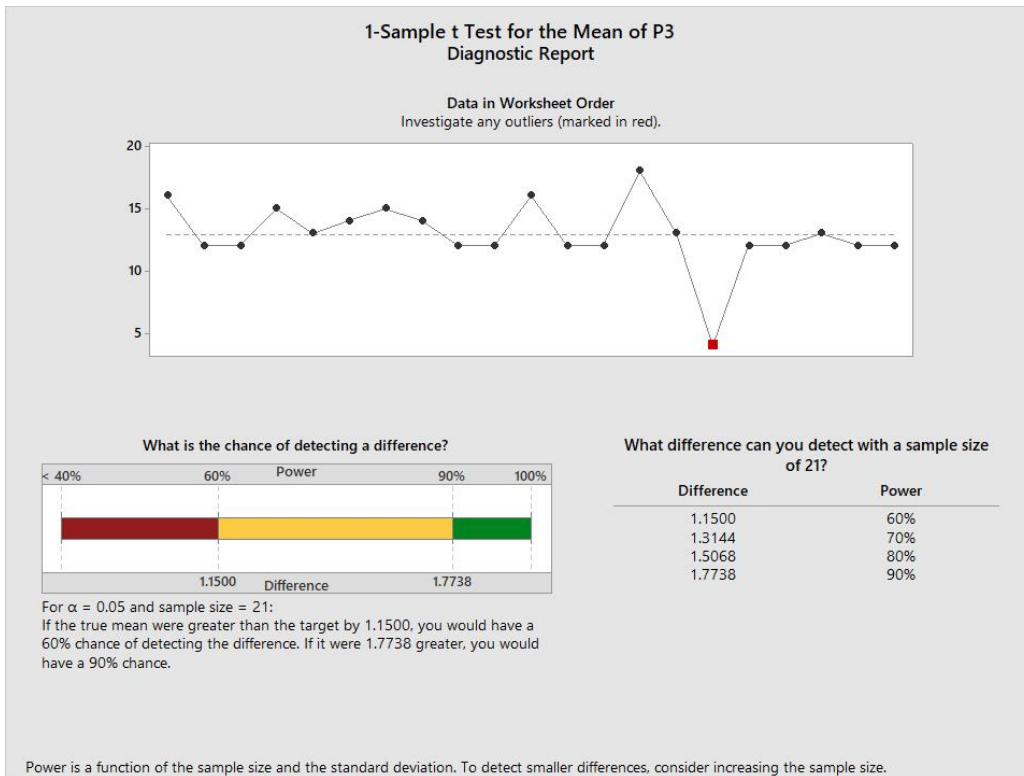 1-Sample t Test for the Mean of P3
Diagnostic Report
Data in Worksheet Order
Investigate any outliers (marked in red).
20
15
10
5
What is the chance of detecting a difference?
< 40% 60% Power 90% 100%
1.1500 Difference 1.7738
For α = 0.05 and sample size = 21:
If the true mean were greater than the target by 1.1500, you would have a
60% chance of detecting the difference. If it were 1.7738 greater, you would
have a 90% chance.
What difference can you detect with a sample size
of 21?
Difference Power
1.1500 60%
1.3144 70%
1.5068 80%
1.7738 90%
Power is a function of the sample size and the standard deviation. To detect smaller differences, consider increasing the sample size.